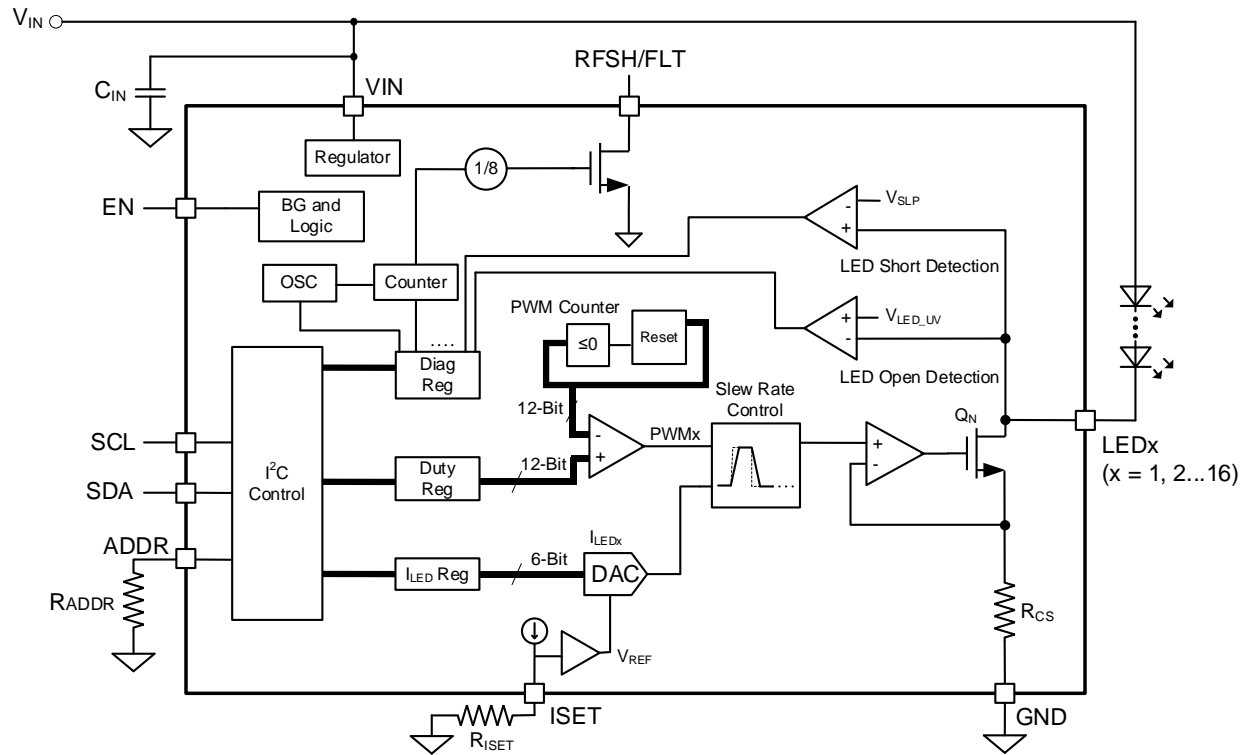 VIN
CIN
VIN
RFSH/FLT
Regulator
1/8
EN
BG and
Logic
VSLP
-
+
LED Short Detection
OSC
Counter
PWM Counter
+
VLED_UV
-
≤0
Reset
....
Diag
Reg
LED Open Detection
12-Bit
Slew Rate
Control
QN
SCL
-
+
PWMx
+
-
LEDx
(x = 1, 2...16)
I²C
Control
Duty
Reg
12-Bit
...
SDA
ADDR
ILEDx
ILED Reg
6-Bit
DAC
RADDR
RCS
VREF
ISET
GND
RISET